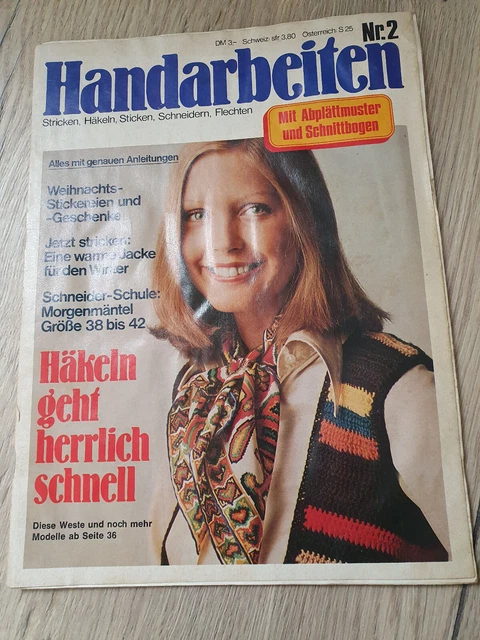 DM 3.- Schweiz: sfr 3.80 Österreich: S 25
Nr.2
Handarbeiten
Stricken, Häkeln, Sticken, Schneidern, Flechten
Mit Abplättmuster
und Schnittbogen
Alles mit genauen Anleitungen
Weihnachts-
Stickereien und
-Geschenke
Jetzt stricken:
Eine warme Jacke
für den Winter
Schneider-Schule:
Morgenmäntel
Größe 38 bis 42
Häkeln
geht
herrlich
schnell
Diese Weste und noch mehr
Modelle ab Seite 36